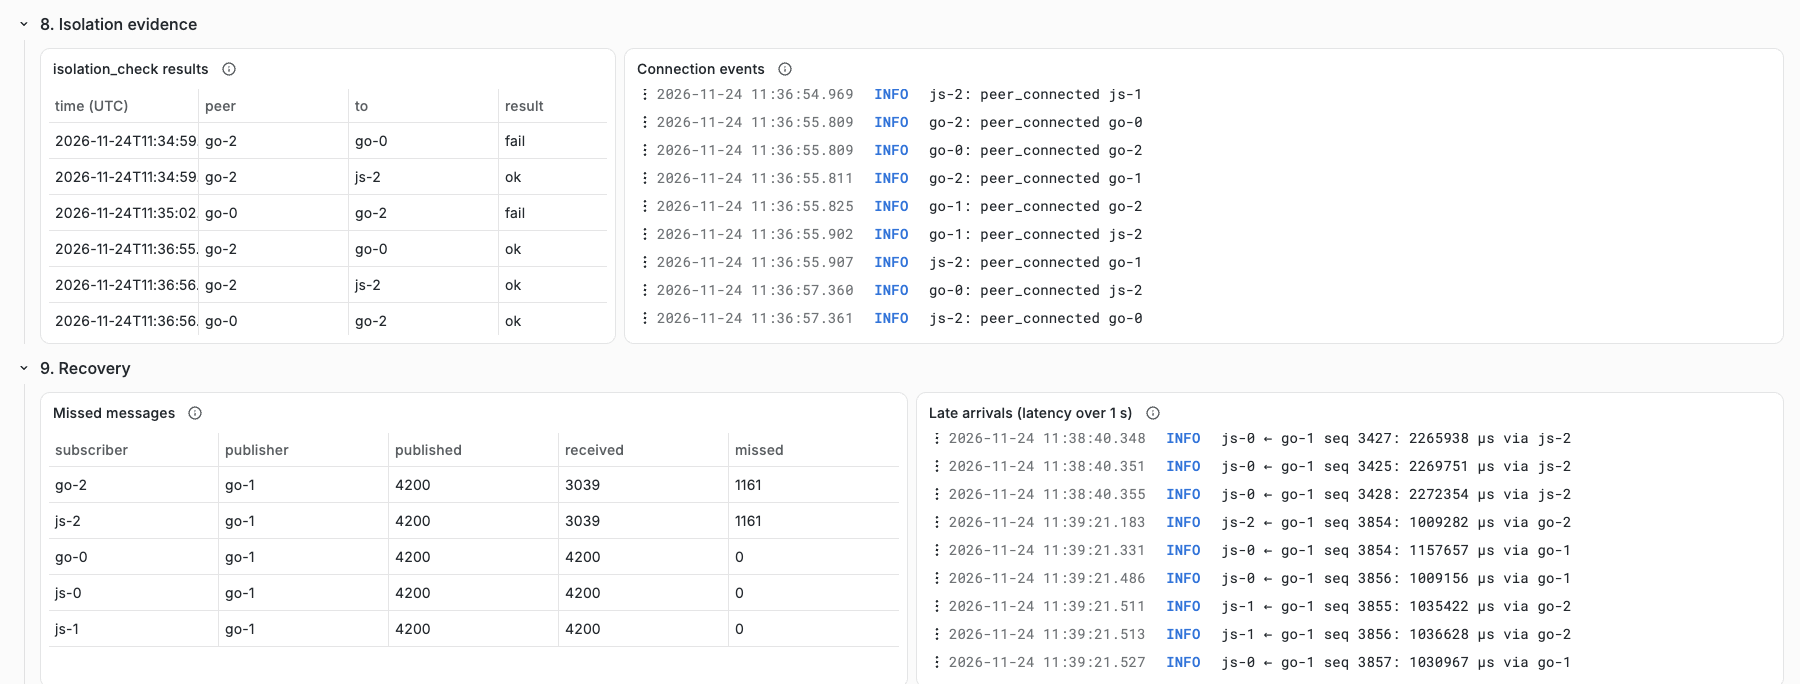 8. Isolation evidence
isolation_check results
time (UTC) peer to result
2026-11-24T11:34:59. go-2 go-0 fail
2026-11-24T11:34:59. go-2 js-2 ok
2026-11-24T11:35:02. go-0 go-2 fail
2026-11-24T11:36:55. go-2 go-0 ok
2026-11-24T11:36:56. go-2 js-2 ok
2026-11-24T11:36:56. go-0 go-2 ok
Connection events
2026-11-24 11:36:54.969 INFO js-2: peer_connected js-1
2026-11-24 11:36:55.809 INFO go-2: peer_connected go-0
2026-11-24 11:36:55.809 INFO go-0: peer_connected go-2
2026-11-24 11:36:55.811 INFO go-2: peer_connected go-1
2026-11-24 11:36:55.825 INFO go-1: peer_connected go-2
2026-11-24 11:36:55.902 INFO go-1: peer_connected js-2
2026-11-24 11:36:55.907 INFO js-2: peer_connected go-1
2026-11-24 11:36:57.360 INFO go-0: peer_connected js-2
2026-11-24 11:36:57.361 INFO js-2: peer_connected go-0
9. Recovery
Missed messages
subscriber publisher published received missed
go-2 go-1 4200 3039 1161
js-2 go-1 4200 3039 1161
go-0 go-1 4200 4200 0
js-0 go-1 4200 4200 0
js-1 go-1 4200 4200 0
Late arrivals (latency over 1 s)
2026-11-24 11:38:40.348 INFO js-0 ← go-1 seq 3427: 2265938 µs via js-2
2026-11-24 11:38:40.351 INFO js-0 ← go-1 seq 3425: 2269751 µs via js-2
2026-11-24 11:38:40.355 INFO js-0 ← go-1 seq 3428: 2272354 µs via js-2
2026-11-24 11:39:21.183 INFO js-2 ← go-1 seq 3854: 1009282 µs via go-2
2026-11-24 11:39:21.331 INFO js-0 ← go-1 seq 3854: 1157657 µs via go-1
2026-11-24 11:39:21.486 INFO js-0 ← go-1 seq 3856: 1009156 µs via go-1
2026-11-24 11:39:21.511 INFO js-1 ← go-1 seq 3855: 1035422 µs via go-2
2026-11-24 11:39:21.513 INFO js-1 ← go-1 seq 3856: 1036628 µs via go-2
2026-11-24 11:39:21.527 INFO js-0 ← go-1 seq 3857: 1030967 µs via go-1